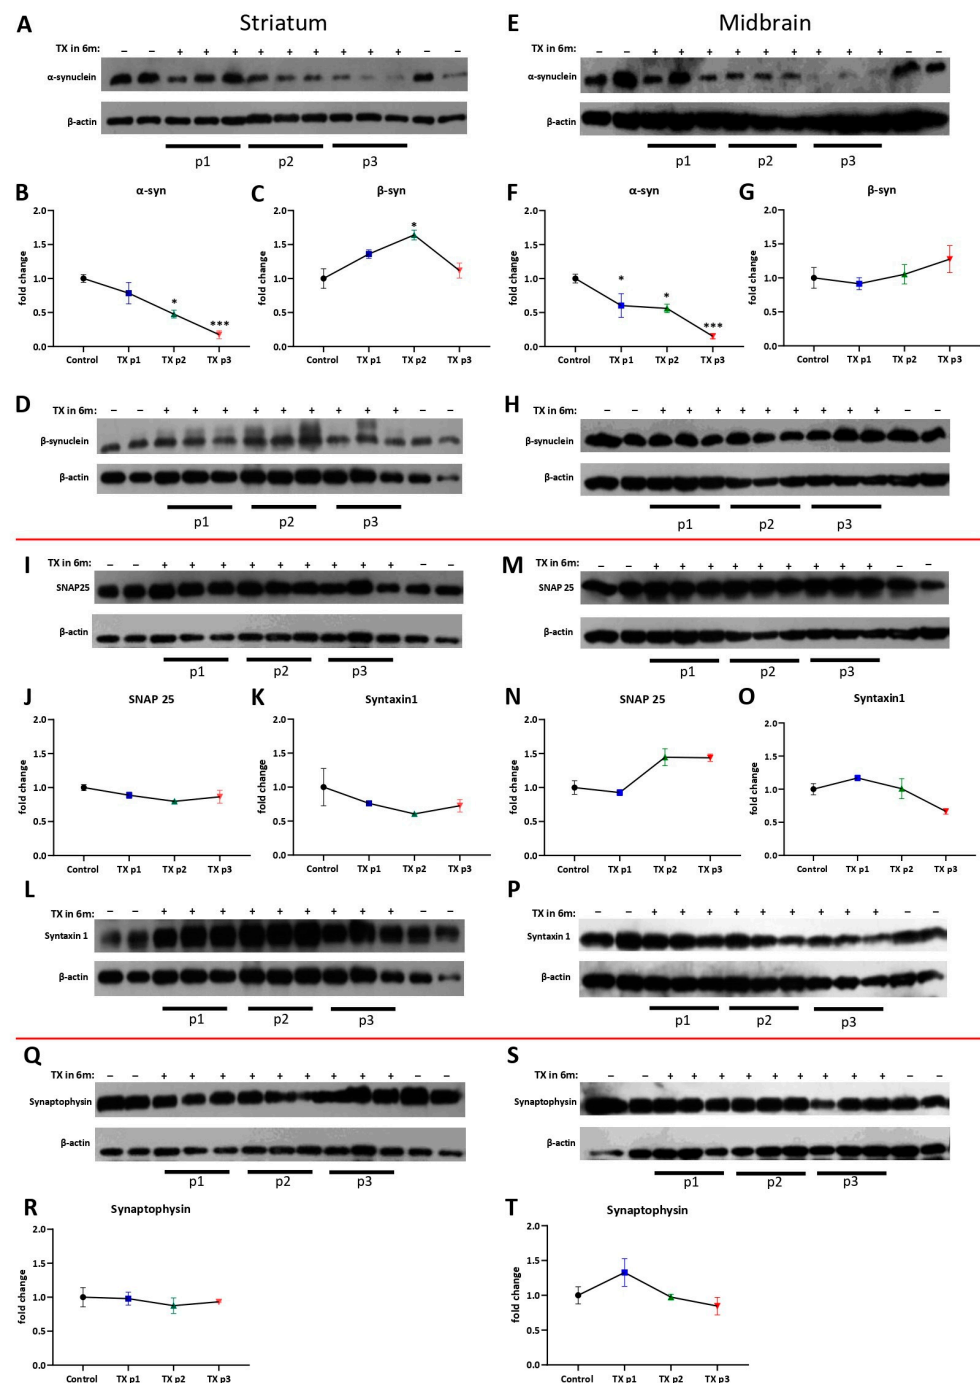 Striatum
Midbrain
A
TX in 6m: – – + + + + + + + + + – –
α-synuclein
β-actin
p1 p2 p3
E
TX in 6m: – – + + + + + + + + + – –
α-synuclein
β-actin
p1 p2 p3
B
α-syn
fold change
2.0
1.5
1.0
0.5
0.0
* ***
Control TX p1 TX p2 TX p3
C
β-syn
fold change
2.0
1.5
1.0
0.5
0.0
*
Control TX p1 TX p2 TX p3
F
α-syn
fold change
2.0
1.5
1.0
0.5
0.0
* * ***
Control TX p1 TX p2 TX p3
G
β-syn
fold change
2.0
1.5
1.0
0.5
0.0
Control TX p1 TX p2 TX p3
D
TX in 6m: – – + + + + + + + + + – –
β-synuclein
β-actin
p1 p2 p3
H
TX in 6m: – – + + + + + + + + + – –
β-synuclein
β-actin
p1 p2 p3
I
TX in 6m: – – + + + + + + + + + – –
SNAP25
β-actin
p1 p2 p3
M
TX in 6m: – – + + + + + + + + + – –
SNAP 25
β-actin
p1 p2 p3
J
SNAP 25
fold change
2.0
1.5
1.0
0.5
0.0
Control TX p1 TX p2 TX p3
K
Syntaxin1
fold change
2.0
1.5
1.0
0.5
0.0
Control TX p1 TX p2 TX p3
N
SNAP 25
fold change
2.0
1.5
1.0
0.5
0.0
Control TX p1 TX p2 TX p3
O
Syntaxin1
fold change
2.0
1.5
1.0
0.5
0.0
Control TX p1 TX p2 TX p3
L
TX in 6m: – – + + + + + + + + + – –
Syntaxin 1
β-actin
p1 p2 p3
P
TX in 6m: – – + + + + + + + + + – –
Syntaxin 1
β-actin
p1 p2 p3
Q
TX in 6m: – – + + + + + + + + + – –
Synaptophysin
β-actin
p1 p2 p3
S
TX in 6m: – – + + + + + + + + + – –
Synaptophysin
β-actin
p1 p2 p3
R
Synaptophysin
fold change
2.0
1.5
1.0
0.5
0.0
Control TX p1 TX p2 TX p3
T
Synaptophysin
fold change
2.0
1.5
1.0
0.5
0.0
Control TX p1 TX p2 TX p3